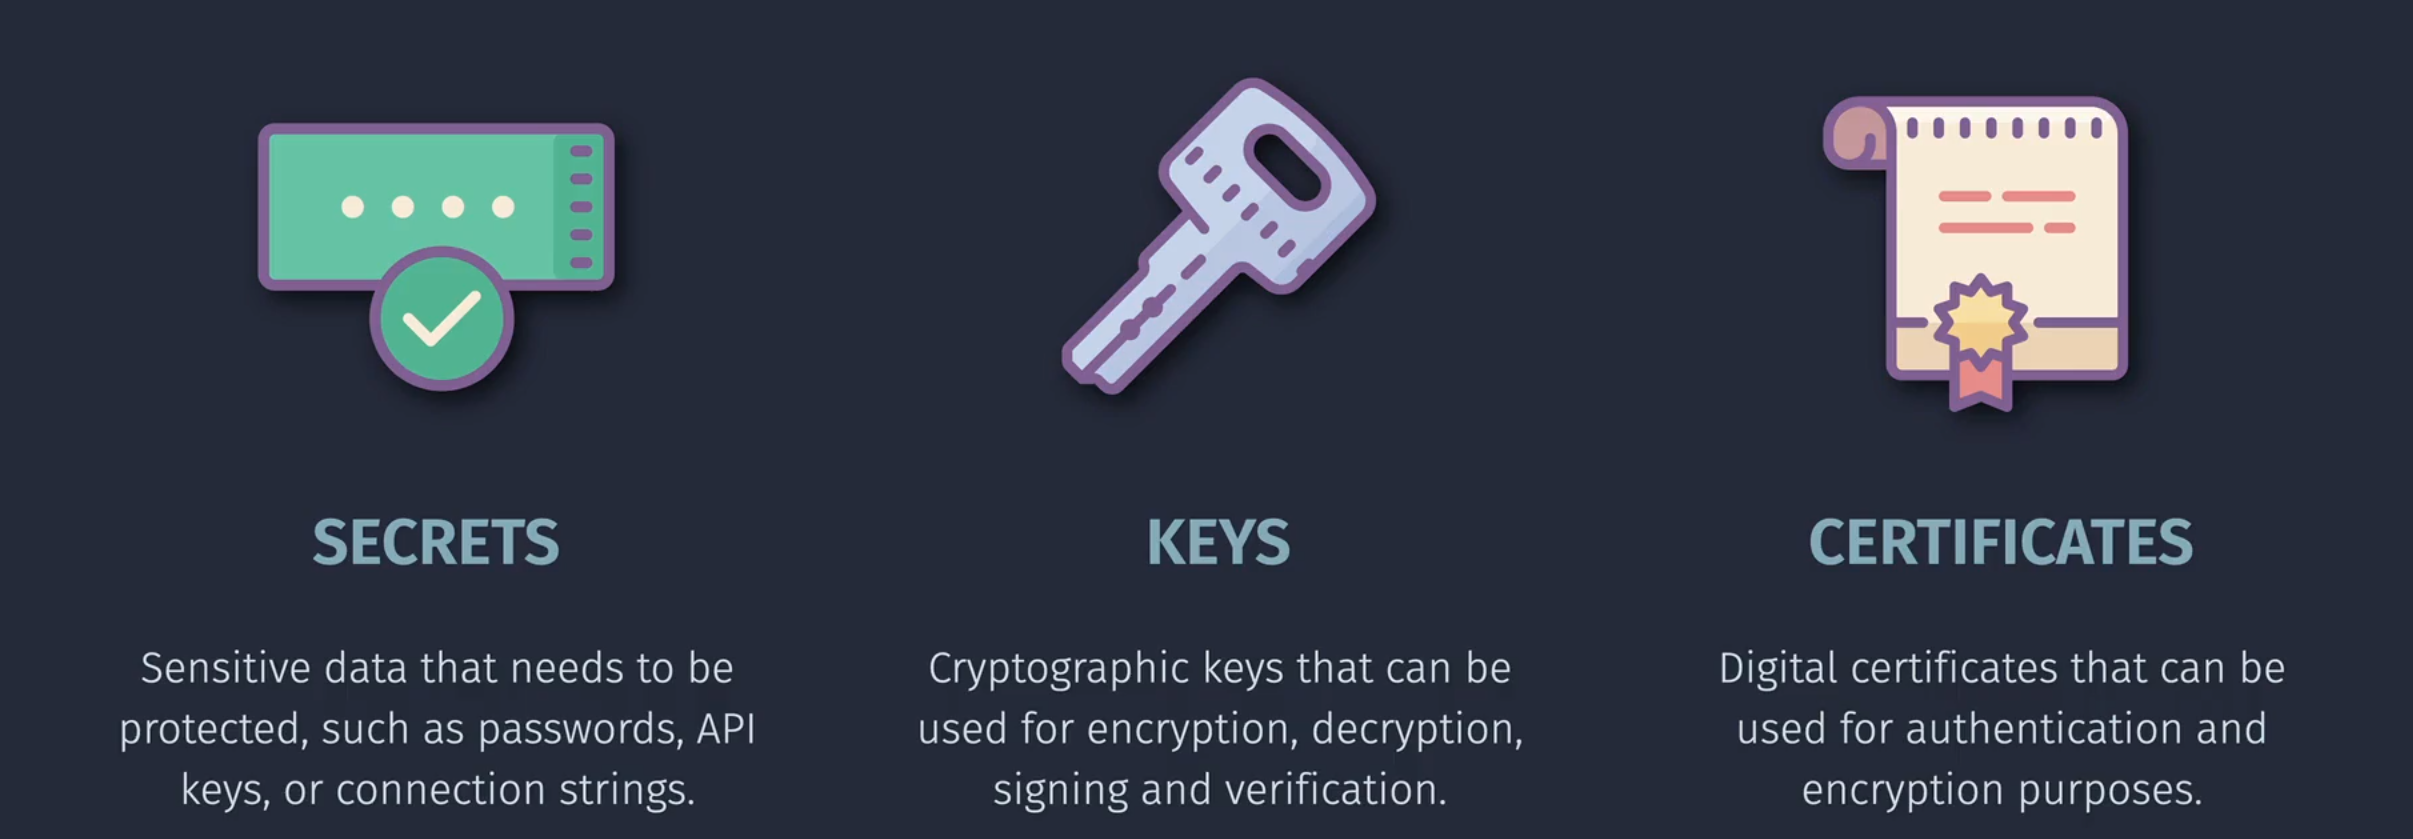 SECRETS
Sensitive data that needs to be
protected, such as passwords, API
keys, or connection strings.
KEYS
Cryptographic keys that can be
used for encryption, decryption,
signing and verification.
CERTIFICATES
Digital certificates that can be
used for authentication and
encryption purposes.